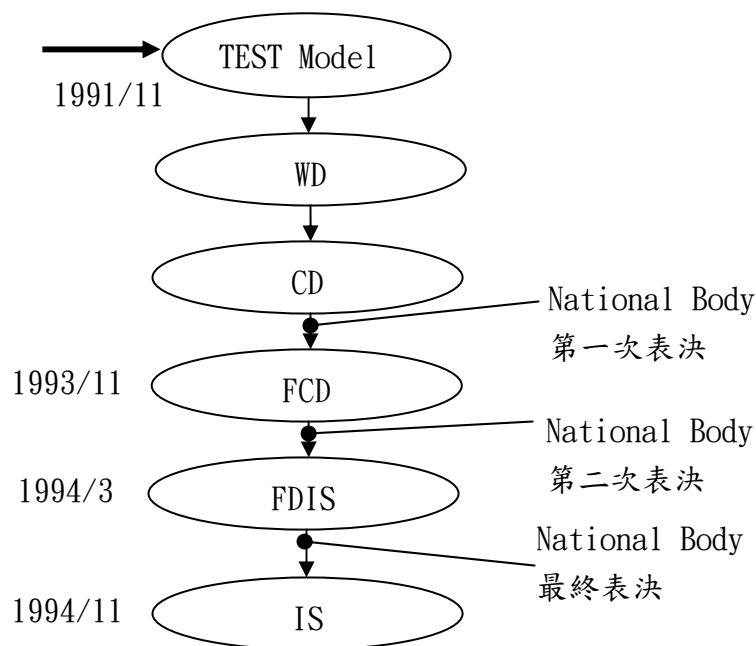 TEST Model
1991/11
WD
CD
National Body
第一次表決
1993/11
FCD
National Body
第二次表決
1994/3
FDIS
National Body
最終表決
1994/11
IS